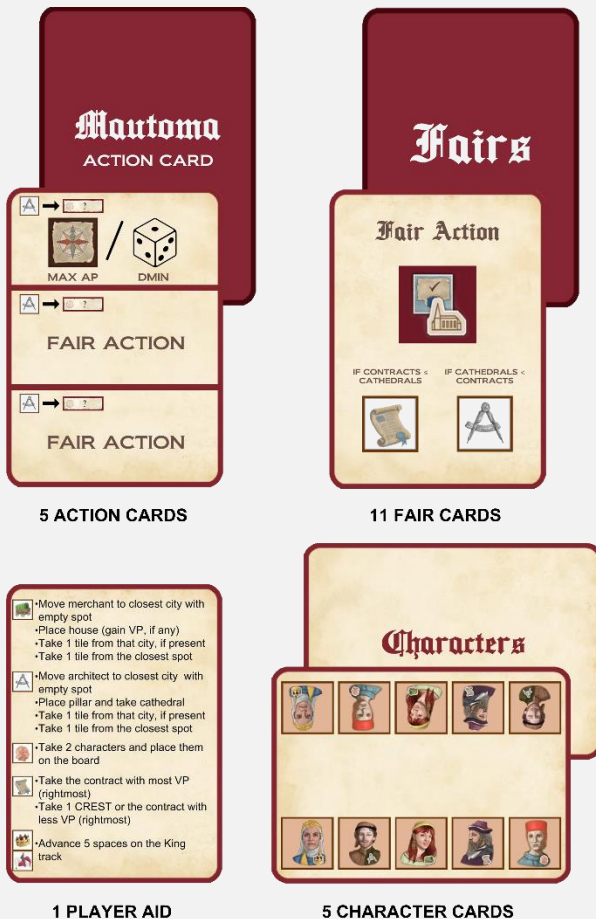 Mautoma
ACTION CARD
?
MAX AP
DMIN
?
FAIR ACTION
?
FAIR ACTION
5 ACTION CARDS
Fairs
Fair Action
IF CONTRACTS <
CATHEDRALS
IF CATHEDRALS <
CONTRACTS
11 FAIR CARDS
•Move merchant to closest city with
empty spot
•Place house (gain VP, if any)
•Take 1 tile from that city, if present
•Take 1 tile from the closest spot
•Move architect to closest city with
empty spot
•Place pillar and take cathedral
•Take 1 tile from that city, if present
•Take 1 tile from the closest spot
•Take 2 characters and place them
on the board
•Take the contract with most VP
(rightmost)
•Take 1 CREST or the contract with
less VP (rightmost)
•Advance 5 spaces on the King
track
1 PLAYER AID
Characters
5 CHARACTER CARDS